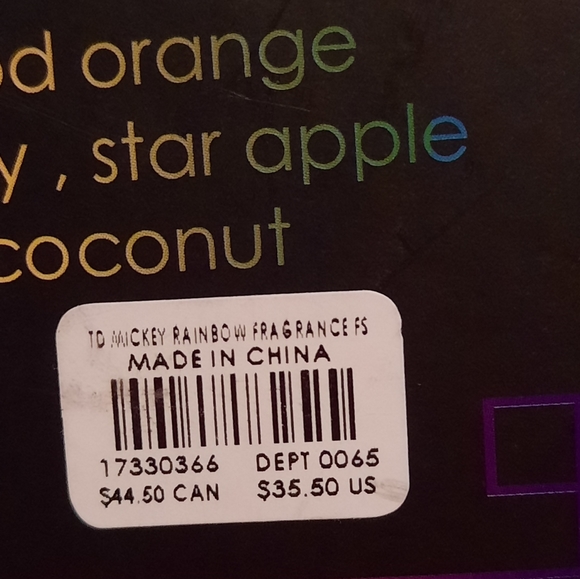 orange
, star apple
coconut
TD MICKEY RAINBOW FRAGRANCE FS
MADE IN CHINA
17330366 DEPT 0065
$44.50 CAN $35.50 US